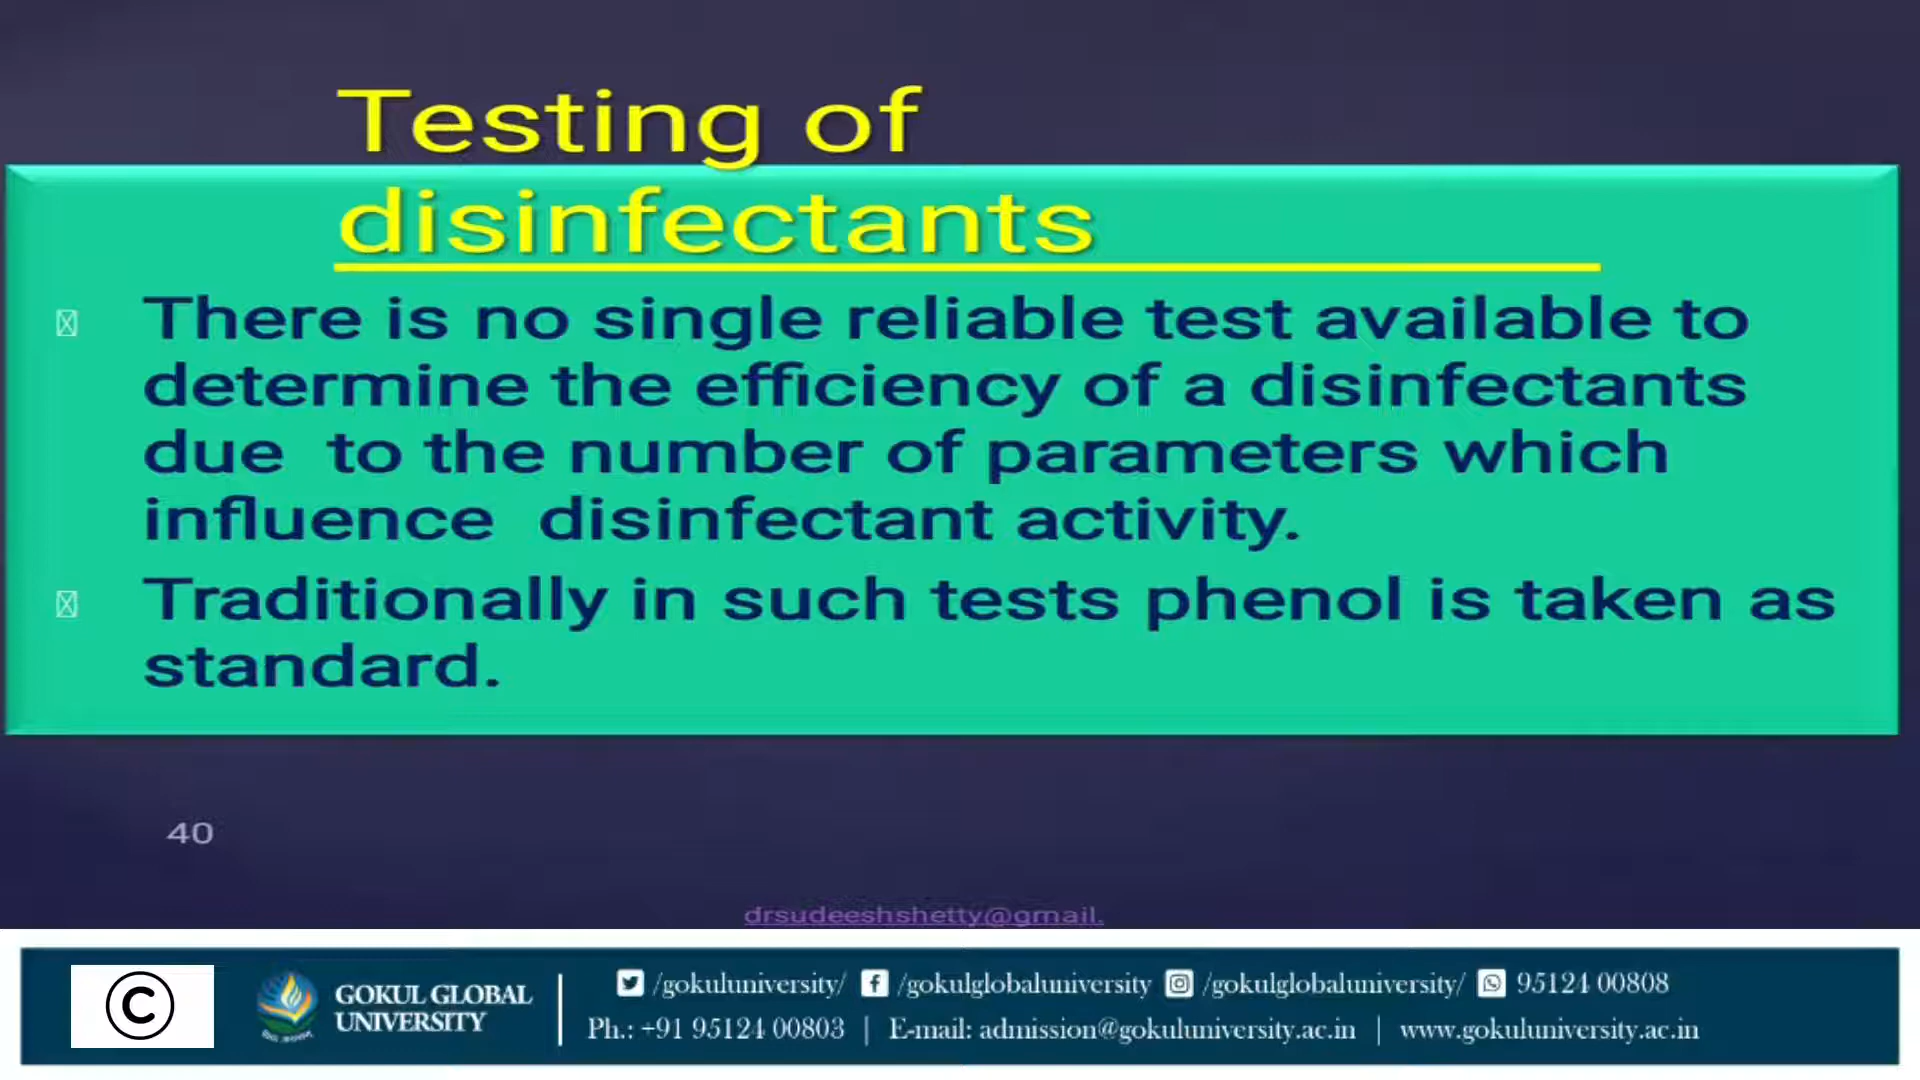 Testing of
disinfectants
There is no single reliable test available to
determine the efficiency of a disinfectants
due to the number of parameters which
influence disinfectant activity.
Traditionally in such tests phenol is taken as
standard.
40
drsudeeshshetty@gmail.
©
GOKUL GLOBAL
UNIVERSITY
/gokuluniversity/ /gokulglobaluniversity /gokulglobaluniversity/ 95124 00808
Ph.: +91 95124 00803 | E-mail: admission@gokuluniversity.ac.in | www.gokuluniversity.ac.in